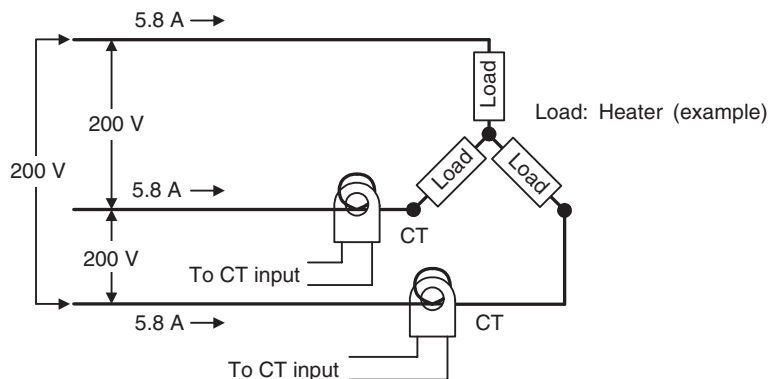 5.8 A
Load
Load: Heater (example)
200 V
200 V
Load
Load
5.8 A
CT
200 V
To CT input
5.8 A
CT
To CT input